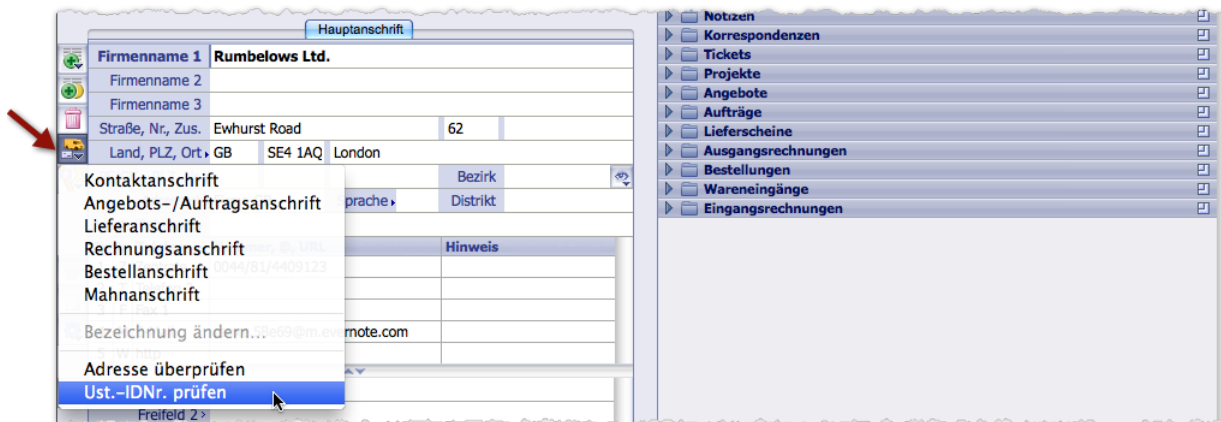 Hauptanschrift
Firmenname 1 Rumbelows Ltd.
Firmenname 2
Firmenname 3
Straße, Nr., Zus. Ewhurst Road 62
Land, PLZ, Ort GB SE4 1AQ London
Bezirk
prache Distrikt
Hinweis
0044/81/4409123
evernote.com
Freifeld 2
Kontaktanschrift
Angebots-/Auftragsanschrift
Lieferanschrift
Rechnungsanschrift
Bestellanschrift
Mahnanschrift
Bezeichnung ändern...
Adresse überprüfen
Ust.-IDNr. prüfen
Notizen
Korrespondenzen
Tickets
Projekte
Angebote
Aufträge
Lieferscheine
Ausgangsrechnungen
Bestellungen
Wareneingänge
Eingangsrechnungen